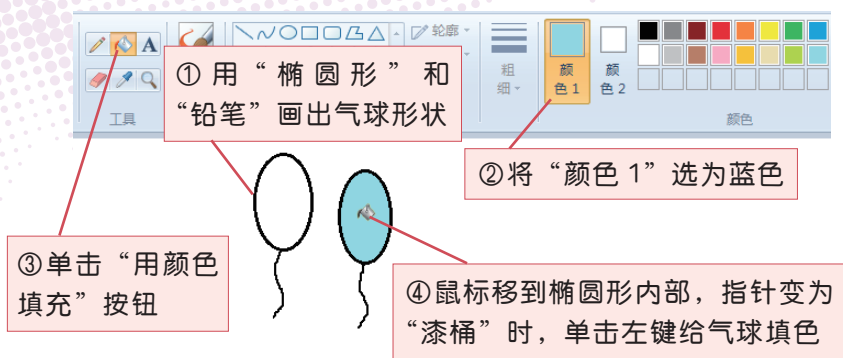 A
轮廓
粗
细
颜
色 1
颜
色 2
工具
颜色
①用“椭圆形”和
“铅笔”画出气球形状
②将“颜色1”选为蓝色
③单击“用颜色
填充”按钮
④鼠标移到椭圆形内部，指针变为
“漆桶”时，单击左键给气球填色